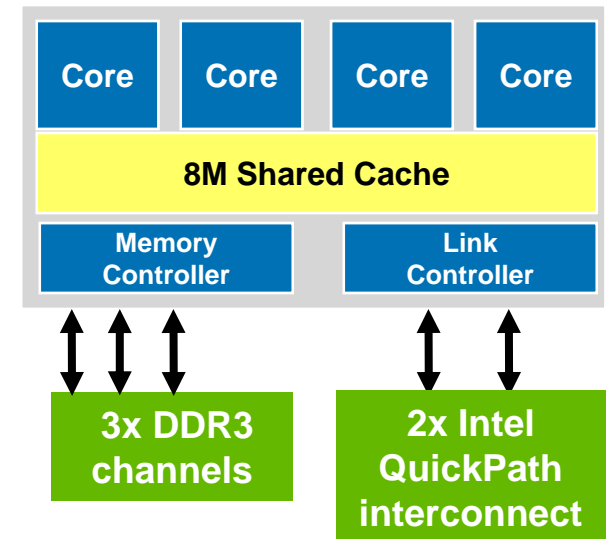 Core Core Core Core
8M Shared Cache
Memory
Controller
Link
Controller
3x DDR3
channels
2x Intel
QuickPath
interconnect